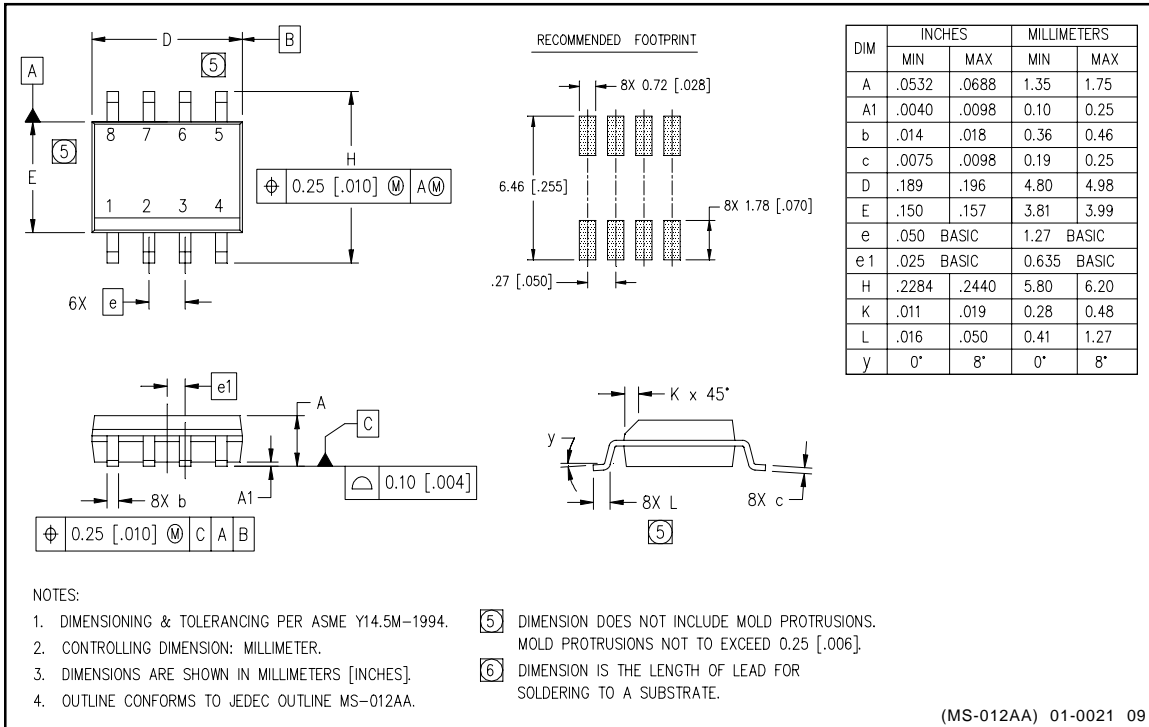 D
B
A
5
8 7 6 5
5
E
H
⌖ 0.25 [.010] Ⓜ AⓂ
1 2 3 4
6X e
RECOMMENDED FOOTPRINT
8X 0.72 [.028]
6.46 [.255]
8X 1.78 [.070]
.27 [.050]
DIM INCHES MILLIMETERS
MIN MAX MIN MAX
A .0532 .0688 1.35 1.75
A1 .0040 .0098 0.10 0.25
b .014 .018 0.36 0.46
c .0075 .0098 0.19 0.25
D .189 .196 4.80 4.98
E .150 .157 3.81 3.99
e .050 BASIC 1.27 BASIC
e1 .025 BASIC 0.635 BASIC
H .2284 .2440 5.80 6.20
K .011 .019 0.28 0.48
L .016 .050 0.41 1.27
y 0° 8° 0° 8°
e1
A
C
⌓ 0.10 [.004]
8X b
A1
⌖ 0.25 [.010] Ⓜ C A B
K x 45°
y
8X L
8X c
5
NOTES:
1. DIMENSIONING & TOLERANCING PER ASME Y14.5M-1994.
2. CONTROLLING DIMENSION: MILLIMETER.
3. DIMENSIONS ARE SHOWN IN MILLIMETERS [INCHES].
4. OUTLINE CONFORMS TO JEDEC OUTLINE MS-012AA.
5 DIMENSION DOES NOT INCLUDE MOLD PROTRUSIONS.
MOLD PROTRUSIONS NOT TO EXCEED 0.25 [.006].
6 DIMENSION IS THE LENGTH OF LEAD FOR
SOLDERING TO A SUBSTRATE.
(MS-012AA) 01-0021 09